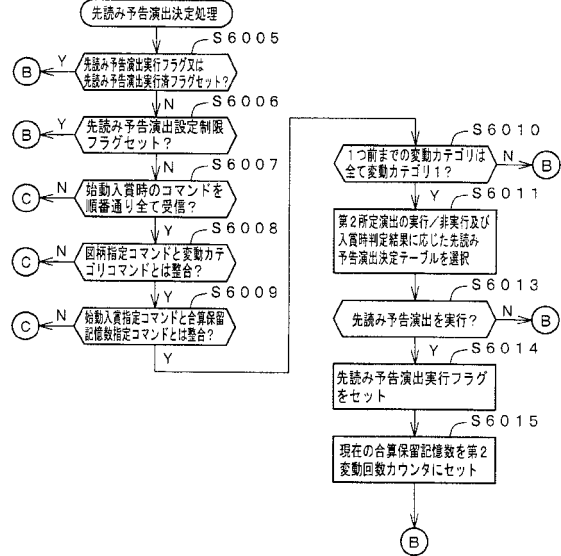 先読み予告演出決定処理
S6005
先読み予告演出実行フラグ又は
先読み予告演出実行済フラグセット？
Y
B
N
S6006
先読み予告演出設定制限
フラグセット？
Y
B
N
S6007
始動入賞時のコマンドを
順番通り全て受信？
N
C
Y
S6008
図柄指定コマンドと変動カテ
ゴリコマンドとは整合？
N
C
Y
S6009
始動入賞指定コマンドと合算保留
記憶数指定コマンドとは整合？
N
C
Y
S6010
1つ前までの変動カテゴリは
全て変動カテゴリ1？
N
B
Y
S6011
第2所定演出の実行／非実行及び
入賞時判定結果に応じた先読み
予告演出決定テーブルを選択
S6013
先読み予告演出を実行？
N
B
Y
S6014
先読み予告演出実行フラグ
をセット
S6015
現在の合算保留記憶数を第2
変動回数カウンタにセット
B